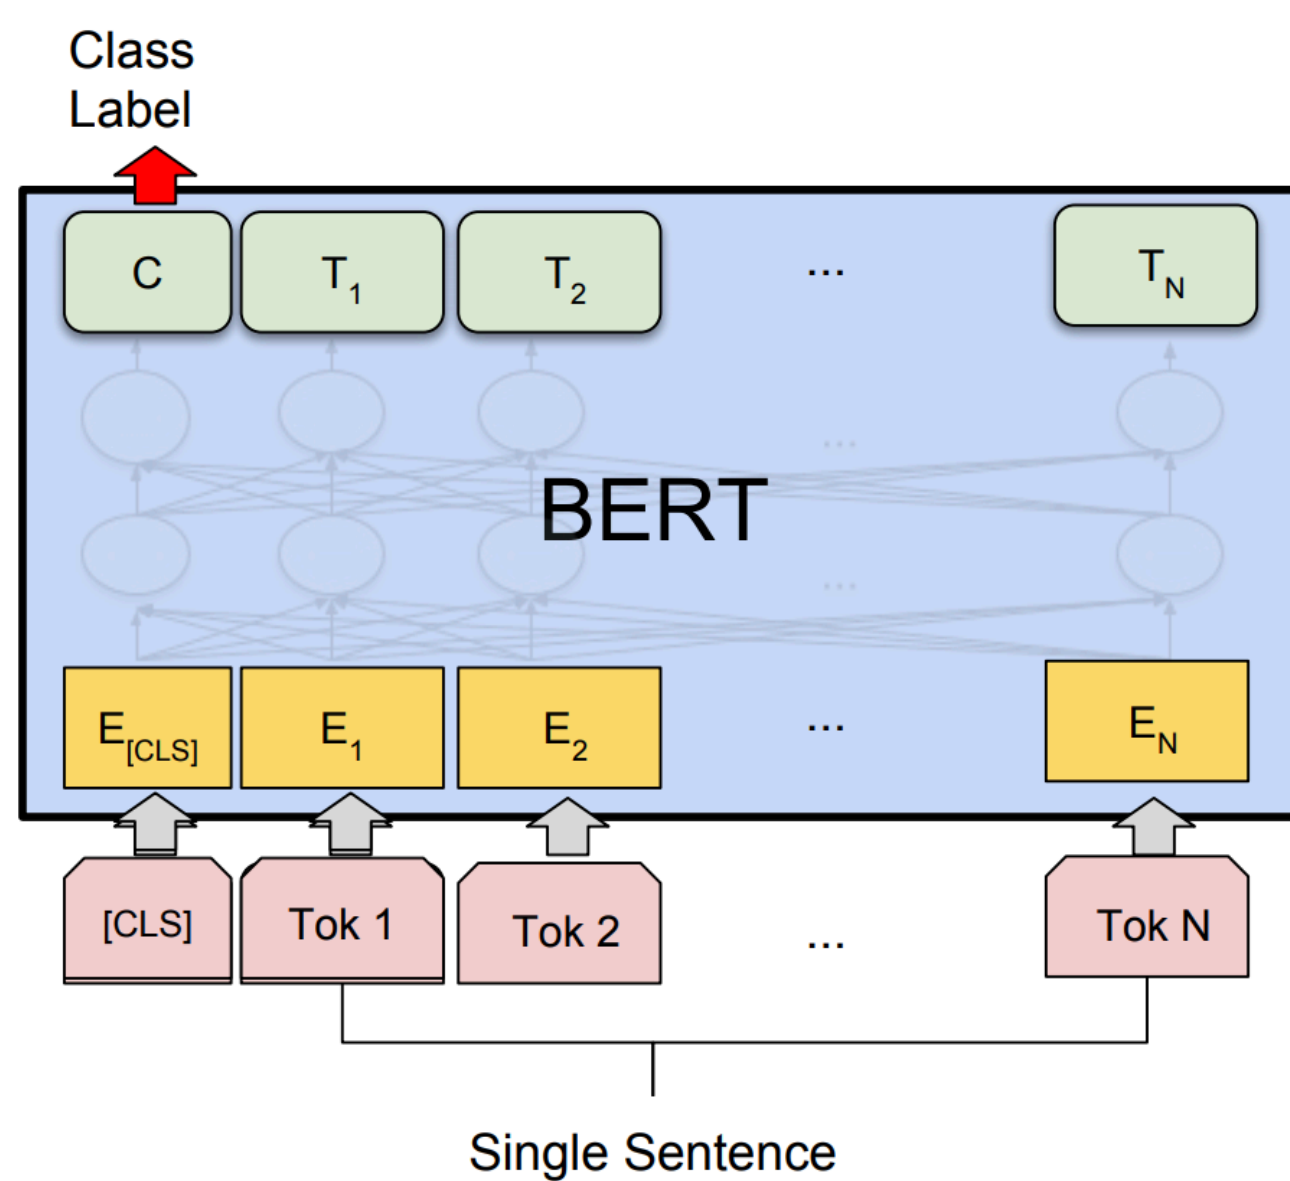 Class
Label
C T1 T2 ... TN
...
BERT
...
E[CLS] E1 E2 ... EN
[CLS] Tok 1 Tok 2 ... Tok N
Single Sentence